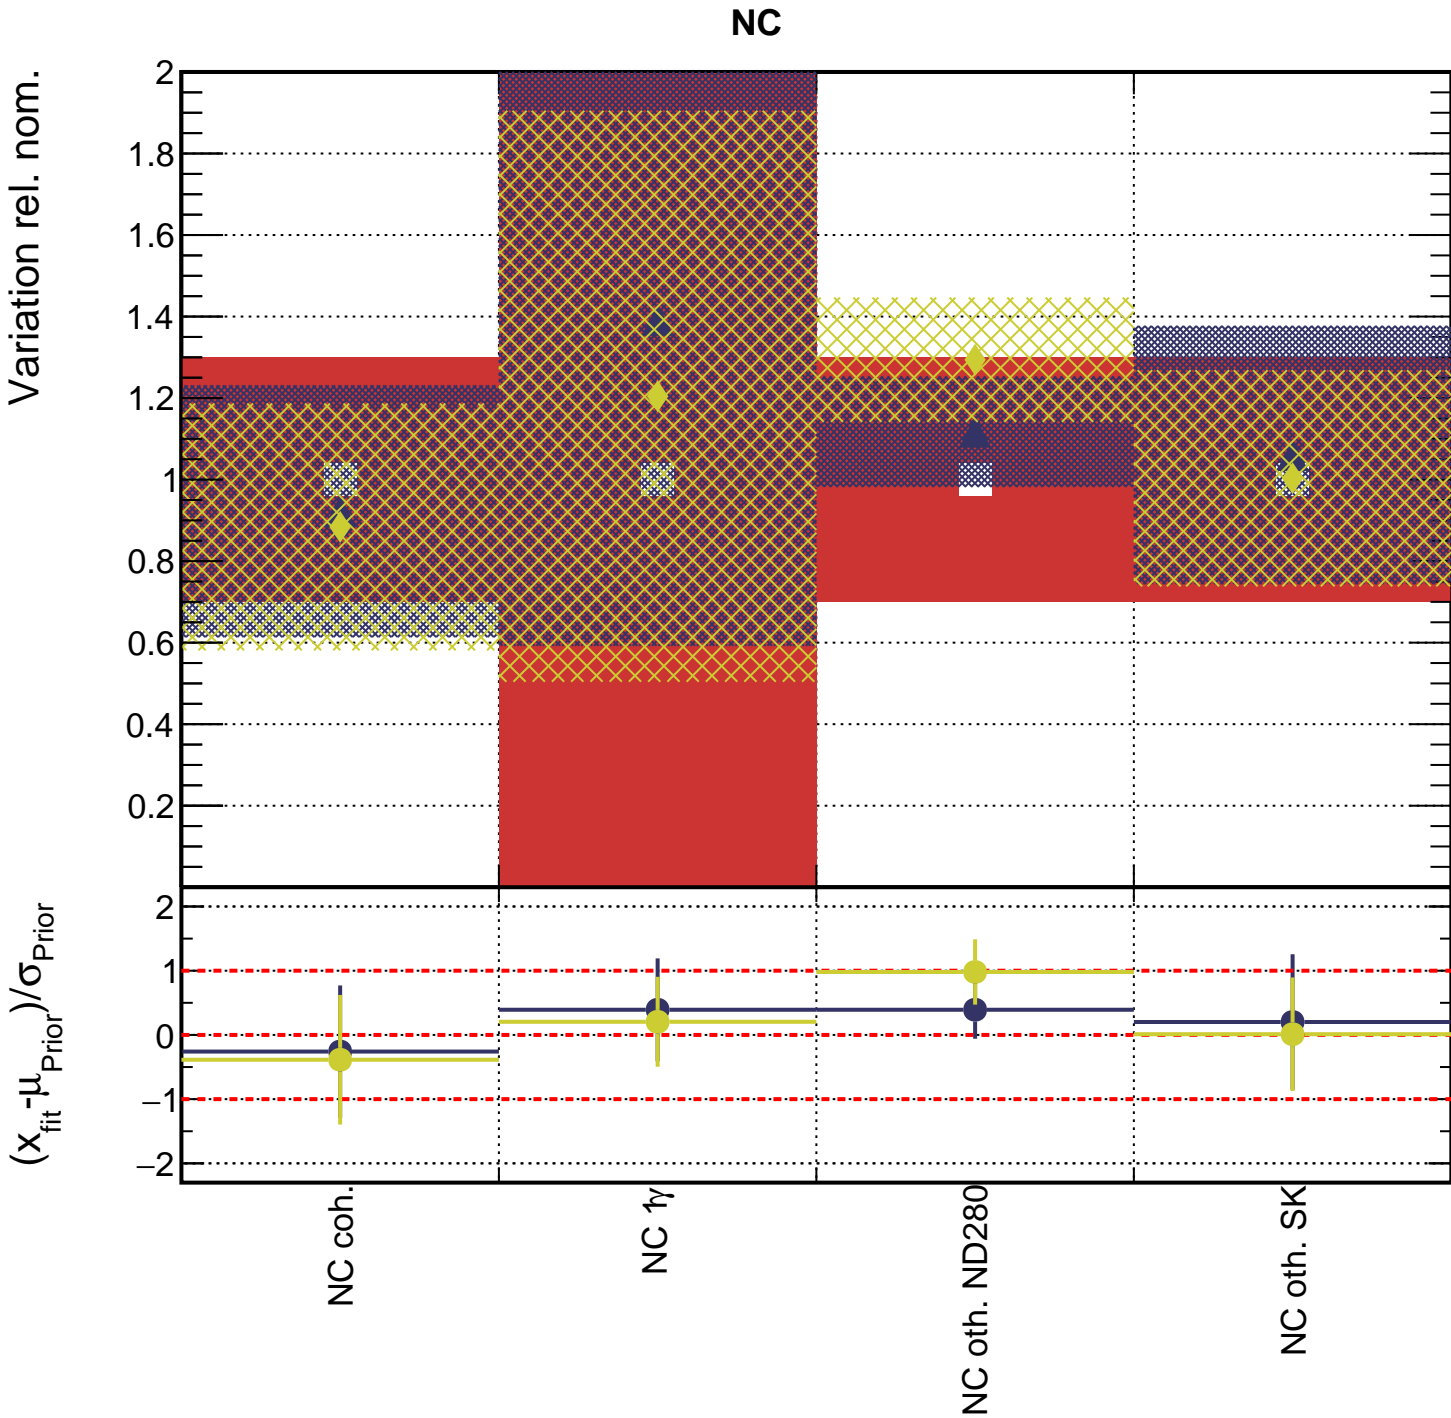 NC
Variation rel. nom.
2
1.8
1.6
1.4
1.2
1
0.8
0.6
0.4
0.2
(x_fit-μ_Prior)/σ_Prior
2
1
0
−1
−2
NC coh.
NC 1γ
NC oth. ND280
NC oth. SK